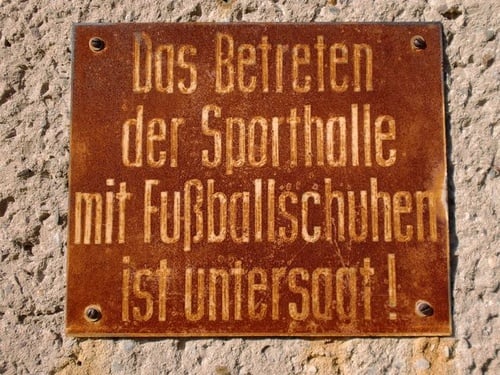 Das Betreten
der Sporthalle
mit Fußballschuhen
ist untersagt!